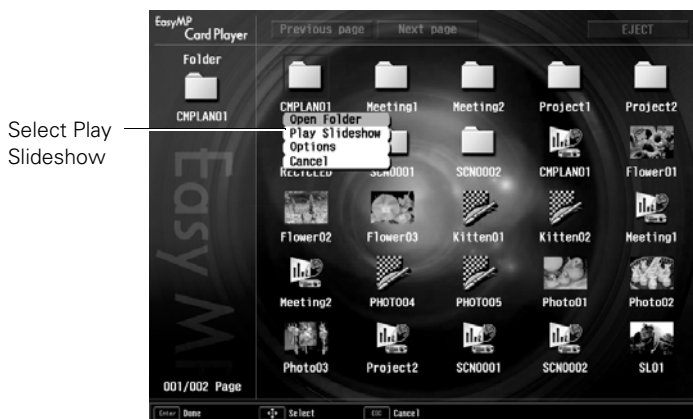 EasyMP
Card Player
Previous page Next page EJECT
Folder
CMPLAN01
CMPLAN01 Meeting1 Meeting2 Project1 Project2
Open Folder
Play Slideshow
Options
Cancel
Select Play
Slideshow
RECYCLED SCN0001 SCN0002 CMPLAN01 Flower01
Flower02 Flower03 Kitten01 Kitten02 Meeting1
Meeting2 PHOTO04 PHOTO05 Photo01 Photo02
Photo03 Project2 SCN0001 SCN0002 SL01
Easy MP
001/002 Page
Enter Done Select ESC Cancel